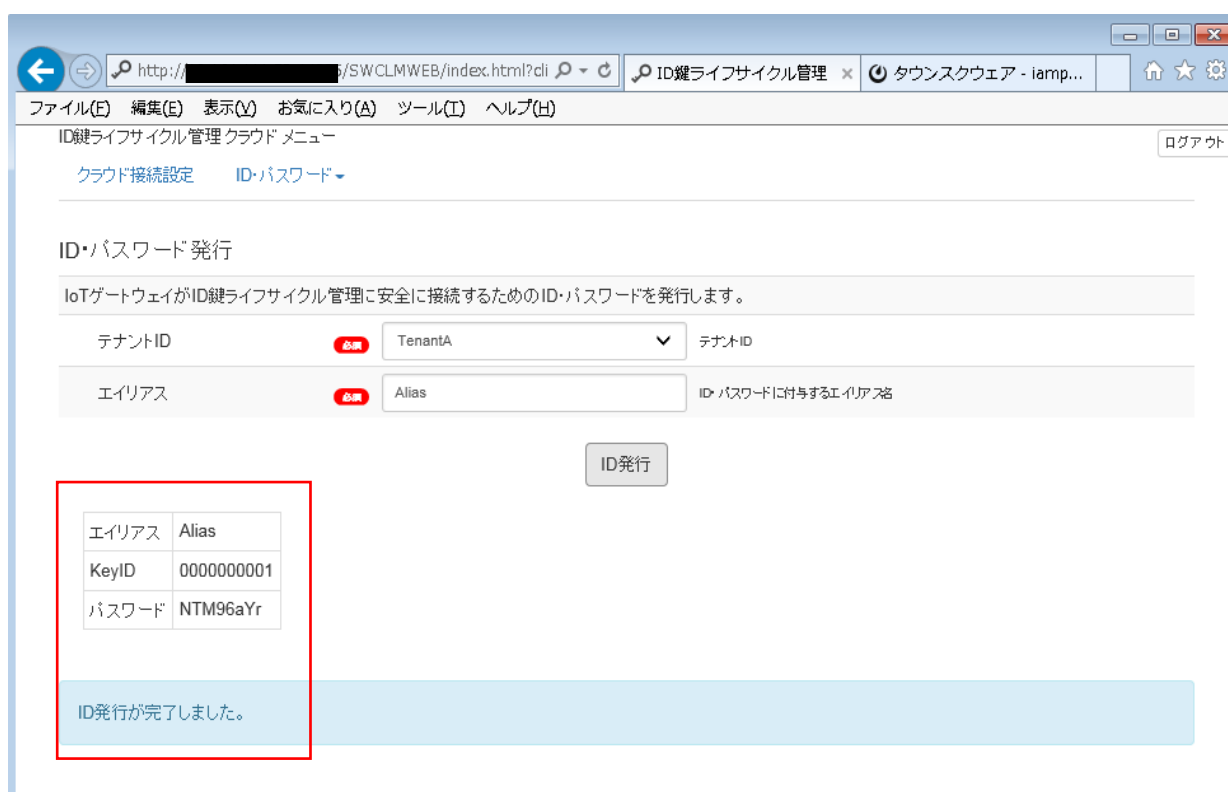 http://
5/SWCLMWEB/index.html?cli
ID鍵ライフサイクル管理
タウンスクウェア - iamp...
ファイル(F) 編集(E) 表示(V) お気に入り(A) ツール(T) ヘルプ(H)
ID鍵ライフサイクル管理 クラウド メニュー
ログアウト
クラウド接続設定 ID・パスワード
ID・パスワード発行
IoTゲートウェイがID鍵ライフサイクル管理に安全に接続するためのID・パスワードを発行します。
テナントID 必須 TenantA テナントID
エイリアス 必須 Alias ID・パスワードに付与するエイリアス名
ID発行
エイリアス Alias
KeyID 0000000001
パスワード NTM96aYr
ID発行が完了しました。